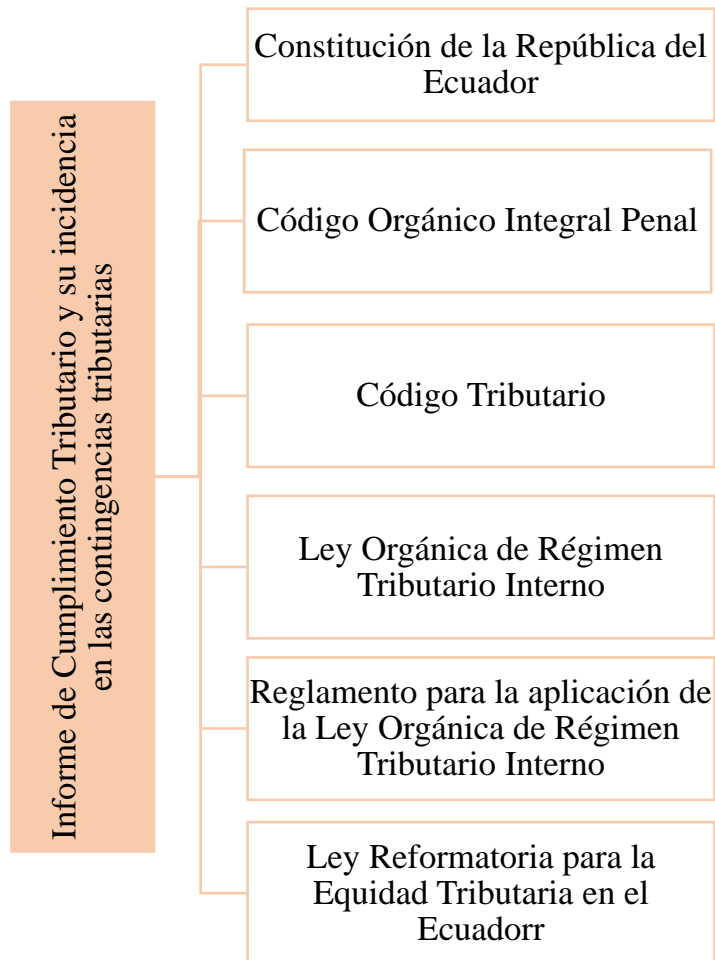 Informe de Cumplimiento Tributario y su incidencia
en las contingencias tributarias
Constitución de la República del
Ecuador
Código Orgánico Integral Penal
Código Tributario
Ley Orgánica de Régimen
Tributario Interno
Reglamento para la aplicación de
la Ley Orgánica de Régimen
Tributario Interno
Ley Reformatoria para la
Equidad Tributaria en el
Ecuadorr